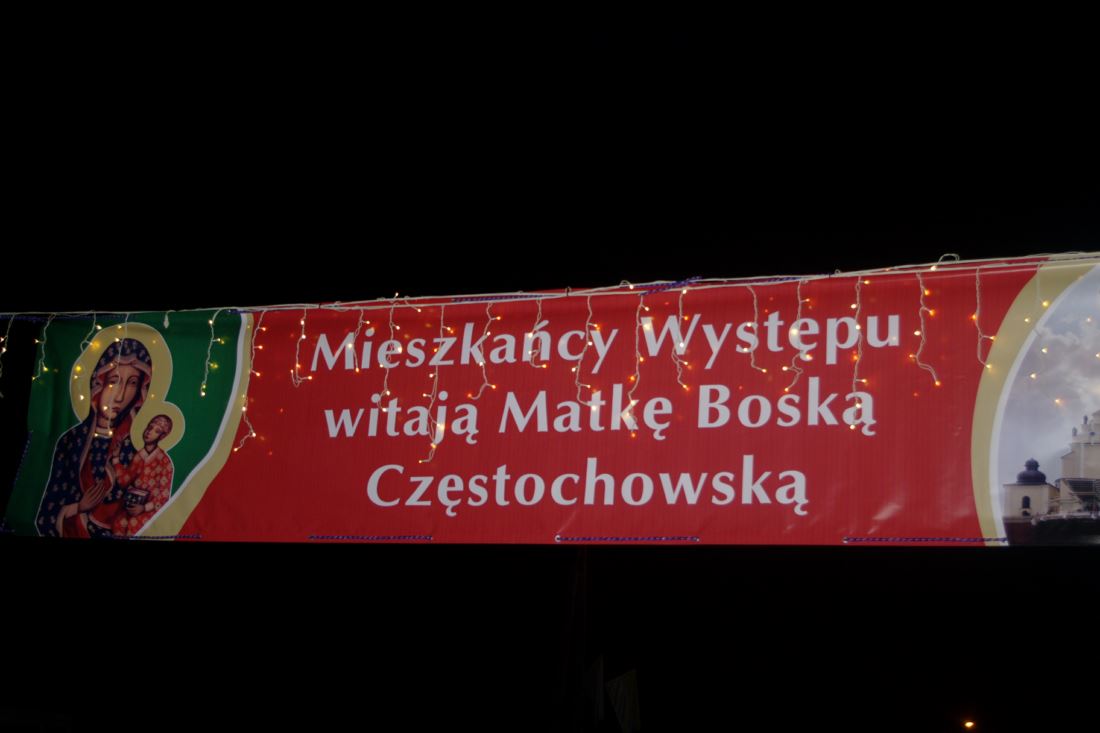 Mieszkańcy Występu
witają Matkę Boską
Częstochowską